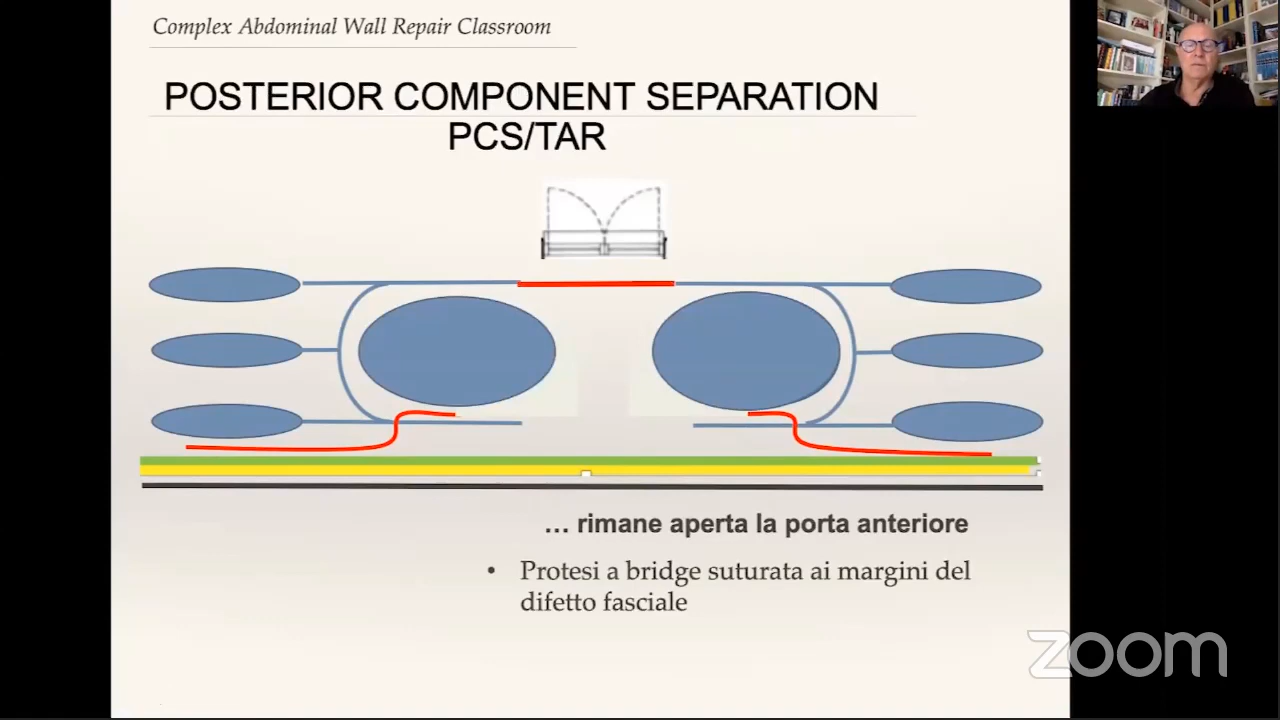 Complex Abdominal Wall Repair Classroom
POSTERIOR COMPONENT SEPARATION
PCS/TAR
… rimane aperta la porta anteriore
• Protesi a bridge suturata ai margini del
difetto fasciale
zoom